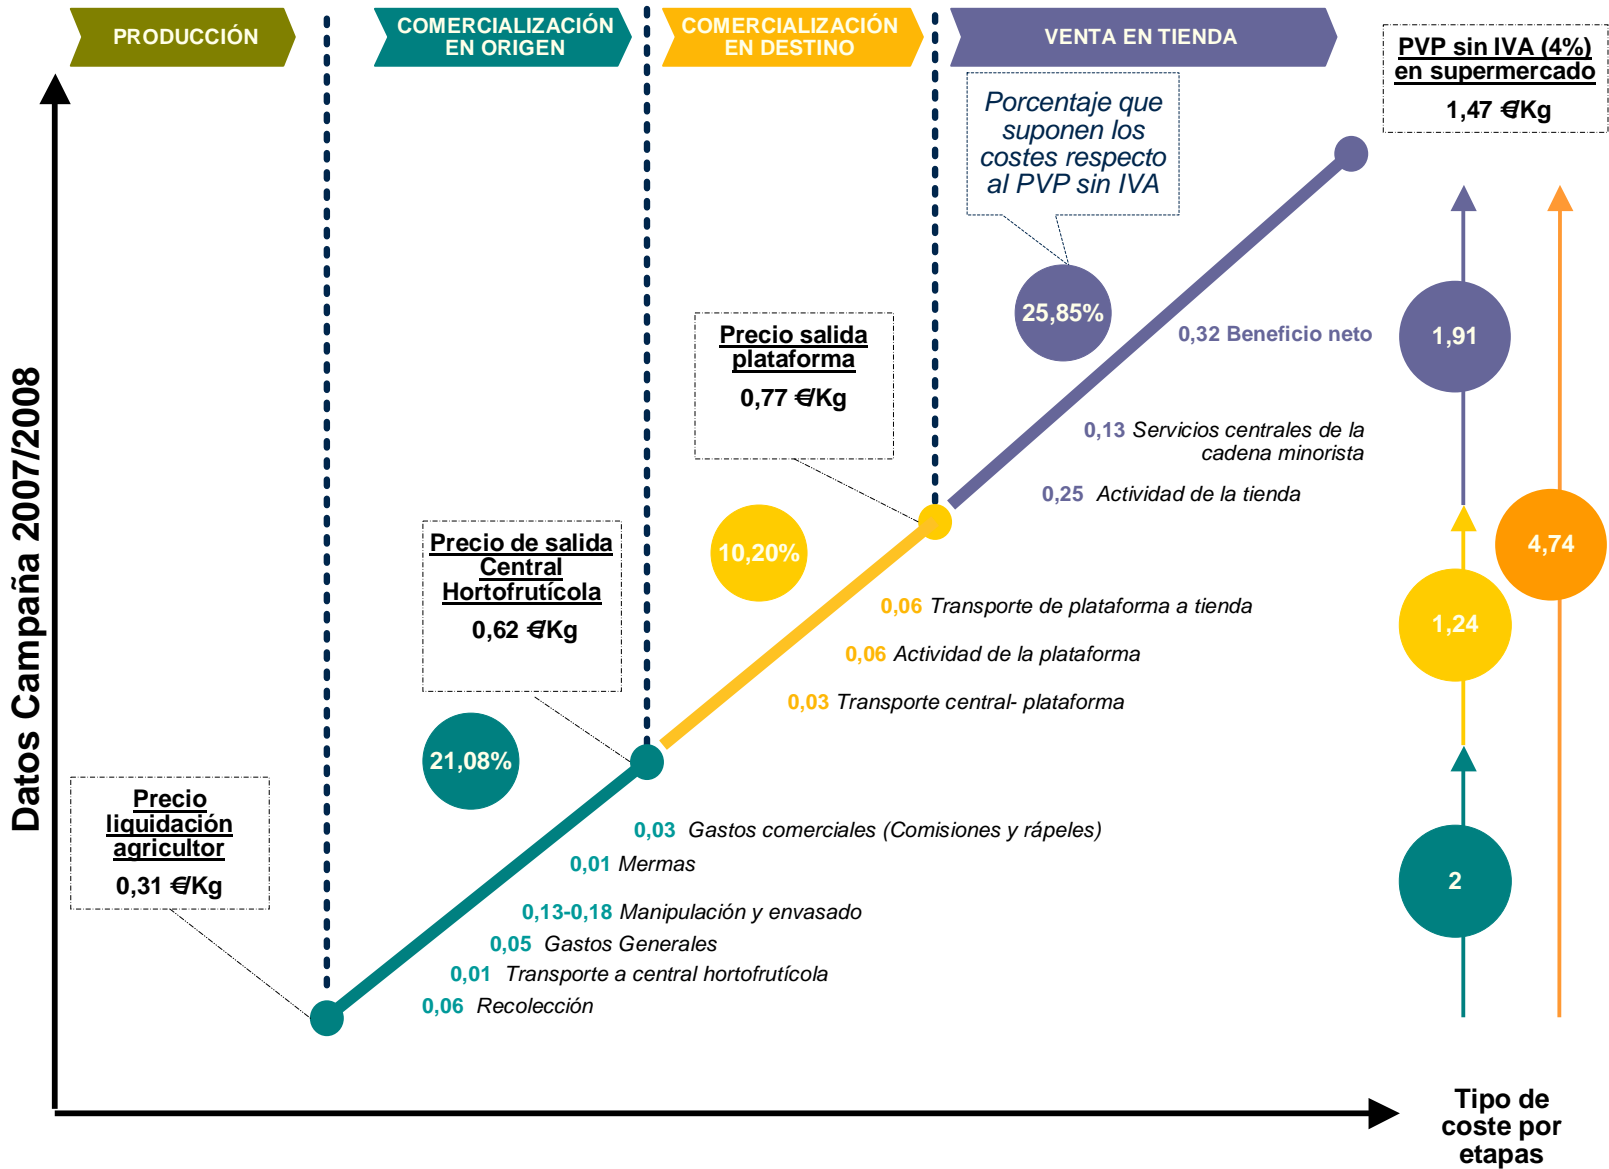 PRODUCCIÓN
COMERCIALIZACIÓN
EN ORIGEN
COMERCIALIZACIÓN
EN DESTINO
VENTA EN TIENDA
PVP sin IVA (4%)
en supermercado
1,47 €/Kg
Porcentaje que
suponen los
costes respecto
al PVP sin IVA
25,85%
0,32 Beneficio neto
1,91
Precio salida
plataforma
0,77 €/Kg
0,13 Servicios centrales de la
cadena minorista
0,25 Actividad de la tienda
Precio de salida
Central
Hortofrutícola
0,62 €/Kg
10,20%
4,74
0,06 Transporte de plataforma a tienda
1,24
0,06 Actividad de la plataforma
0,03 Transporte central- plataforma
21,08%
Precio
liquidación
agricultor
0,31 €/Kg
0,03 Gastos comerciales (Comisiones y rápeles)
0,01 Mermas
2
0,13-0,18 Manipulación y envasado
0,05 Gastos Generales
0,01 Transporte a central hortofrutícola
0,06 Recolección
Datos Campaña 2007/2008
Tipo de
coste por
etapas